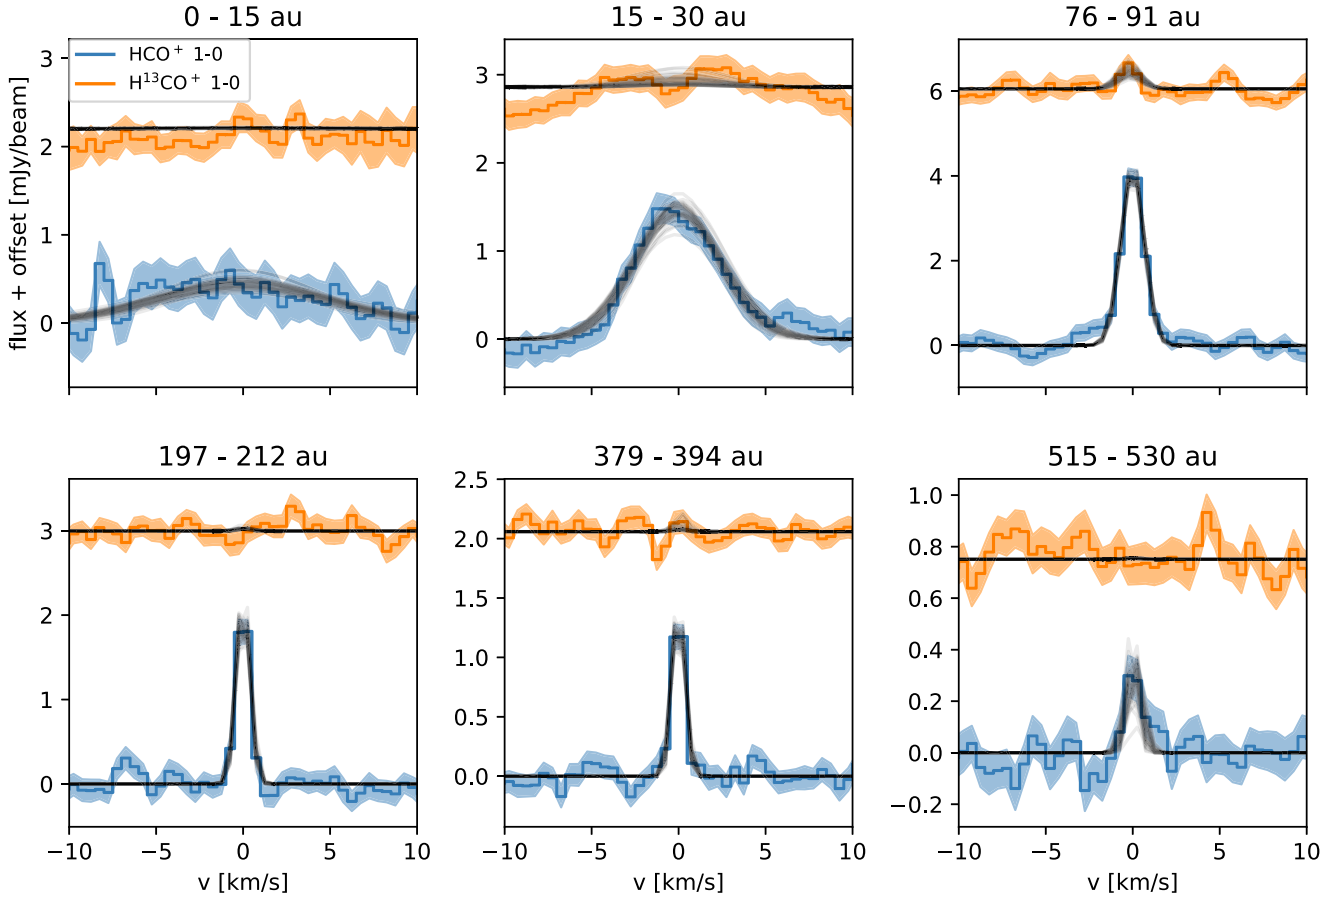 0 - 15 au
15 - 30 au
76 - 91 au
HCO⁺ 1-0
H¹³CO⁺ 1-0
flux + offset [mJy/beam]
3
2
1
0
3
2
1
0
6
4
2
0
197 - 212 au
379 - 394 au
515 - 530 au
3
2
1
0
2.5
2.0
1.5
1.0
0.5
0.0
1.0
0.8
0.6
0.4
0.2
0.0
−0.2
−10 −5 0 5 10
−10 −5 0 5 10
−10 −5 0 5 10
v [km/s]
v [km/s]
v [km/s]